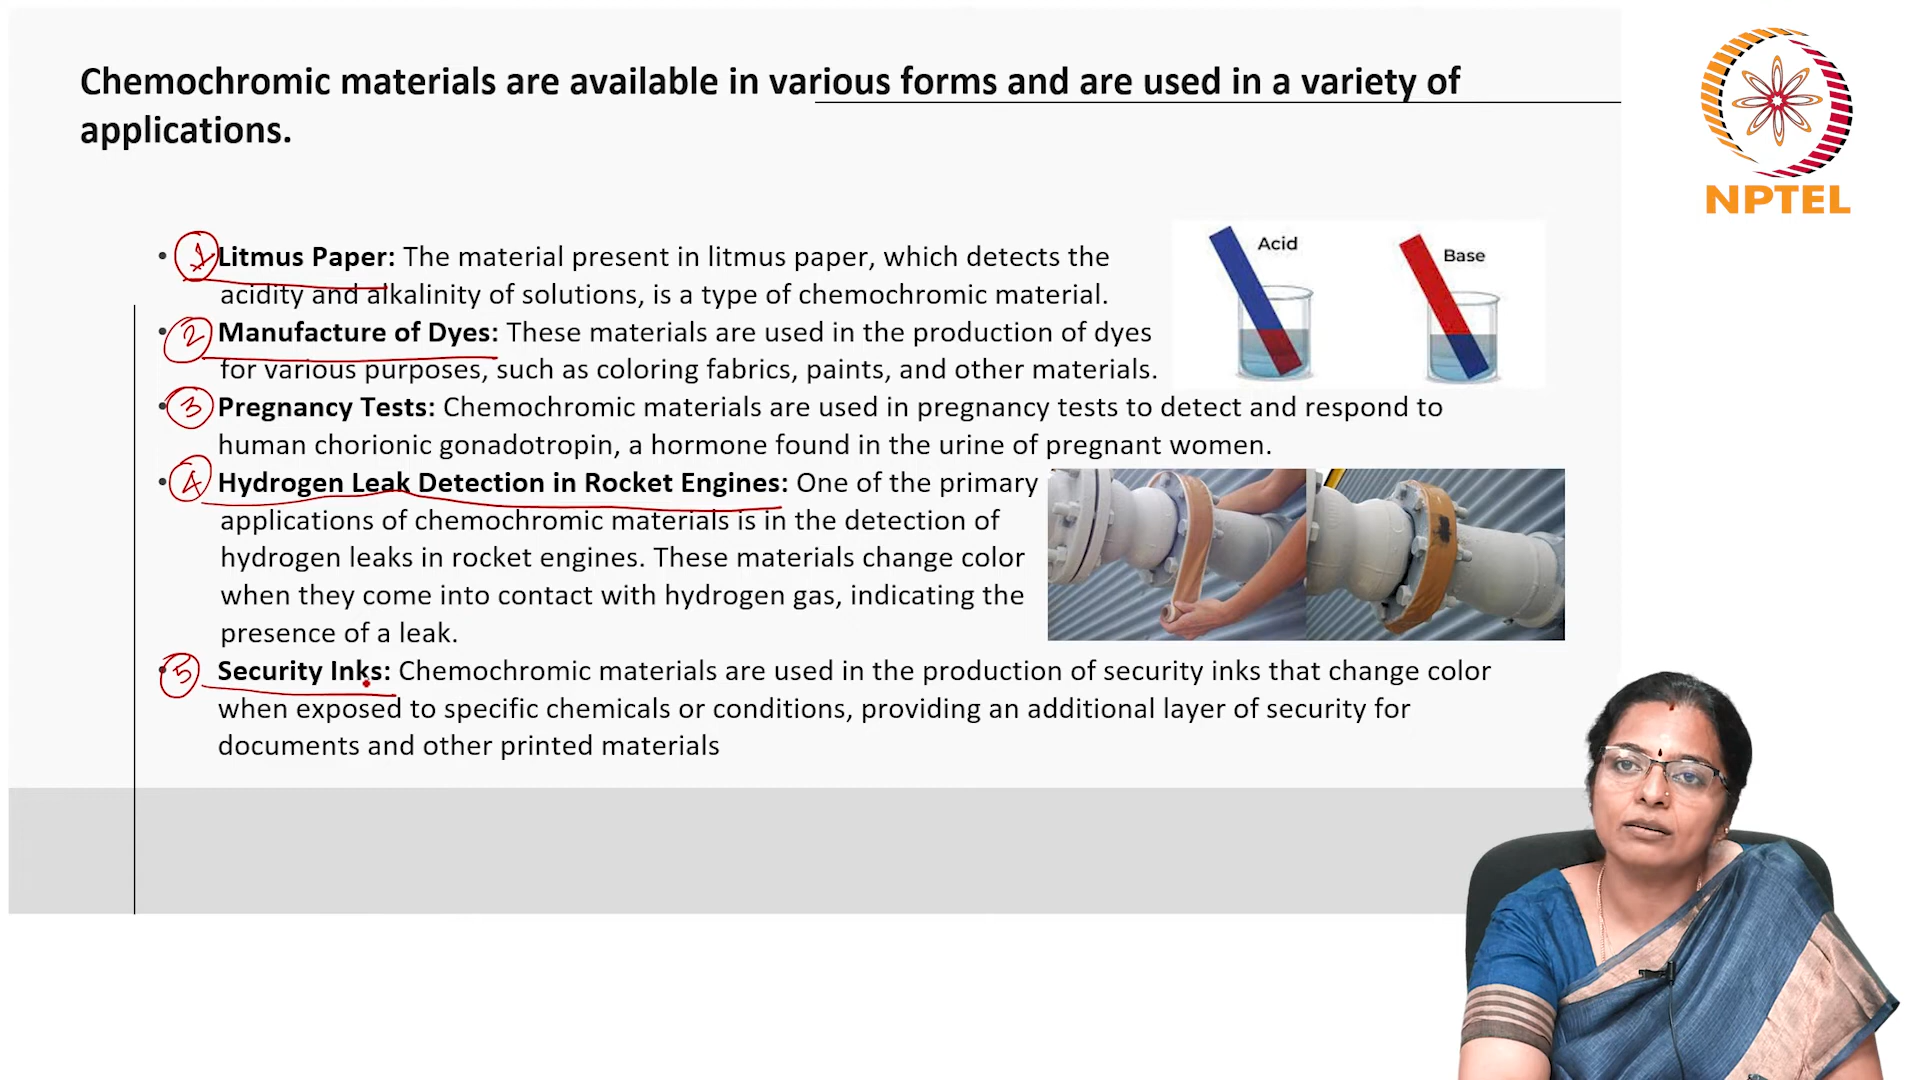 Chemochromic materials are available in various forms and are used in a variety of
applications.
NPTEL
• 1 Litmus Paper: The material present in litmus paper, which detects the
acidity and alkalinity of solutions, is a type of chemochromic material.
Acid
Base
• 2 Manufacture of Dyes: These materials are used in the production of dyes
for various purposes, such as coloring fabrics, paints, and other materials.
• 3 Pregnancy Tests: Chemochromic materials are used in pregnancy tests to detect and respond to
human chorionic gonadotropin, a hormone found in the urine of pregnant women.
• 4 Hydrogen Leak Detection in Rocket Engines: One of the primary
applications of chemochromic materials is in the detection of
hydrogen leaks in rocket engines. These materials change color
when they come into contact with hydrogen gas, indicating the
presence of a leak.
• 5 Security Inks: Chemochromic materials are used in the production of security inks that change color
when exposed to specific chemicals or conditions, providing an additional layer of security for
documents and other printed materials